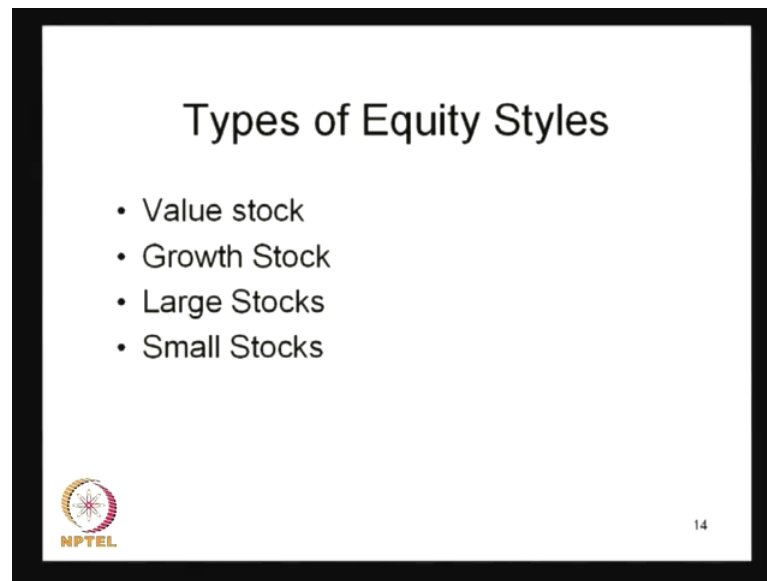 Types of Equity Styles
• Value stock
• Growth Stock
• Large Stocks
• Small Stocks
NPTEL
14